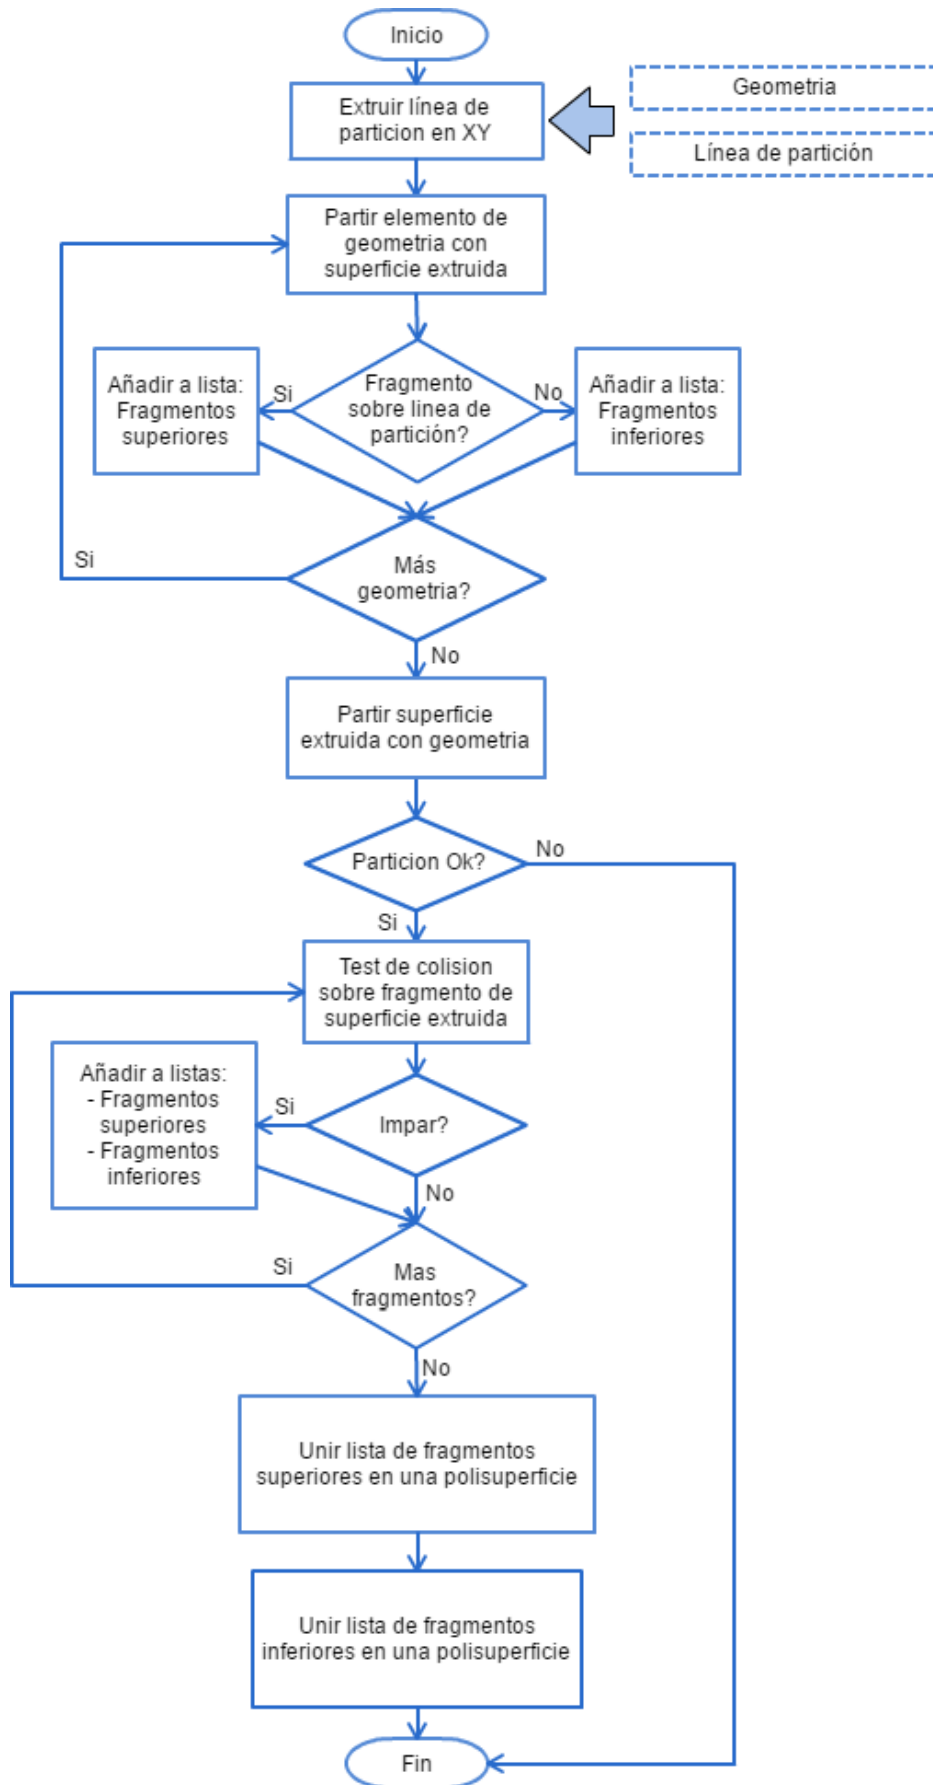 Inicio
Extruir línea de
particion en XY
Geometria
Línea de partición
Partir elemento de
geometria con
superficie extruida
Añadir a lista:
Fragmentos
superiores
Si
Fragmento
sobre linea de
partición?
No
Añadir a lista:
Fragmentos
inferiores
Si
Más
geometria?
No
Partir superficie
extruida con geometria
Particion Ok?
No
Si
Test de colision
sobre fragmento de
superficie extruida
Añadir a listas:
- Fragmentos
superiores
- Fragmentos
inferiores
Si
Impar?
No
Si
Mas
fragmentos?
No
Unir lista de fragmentos
superiores en una polisuperficie
Unir lista de fragmentos
inferiores en una polisuperficie
Fin